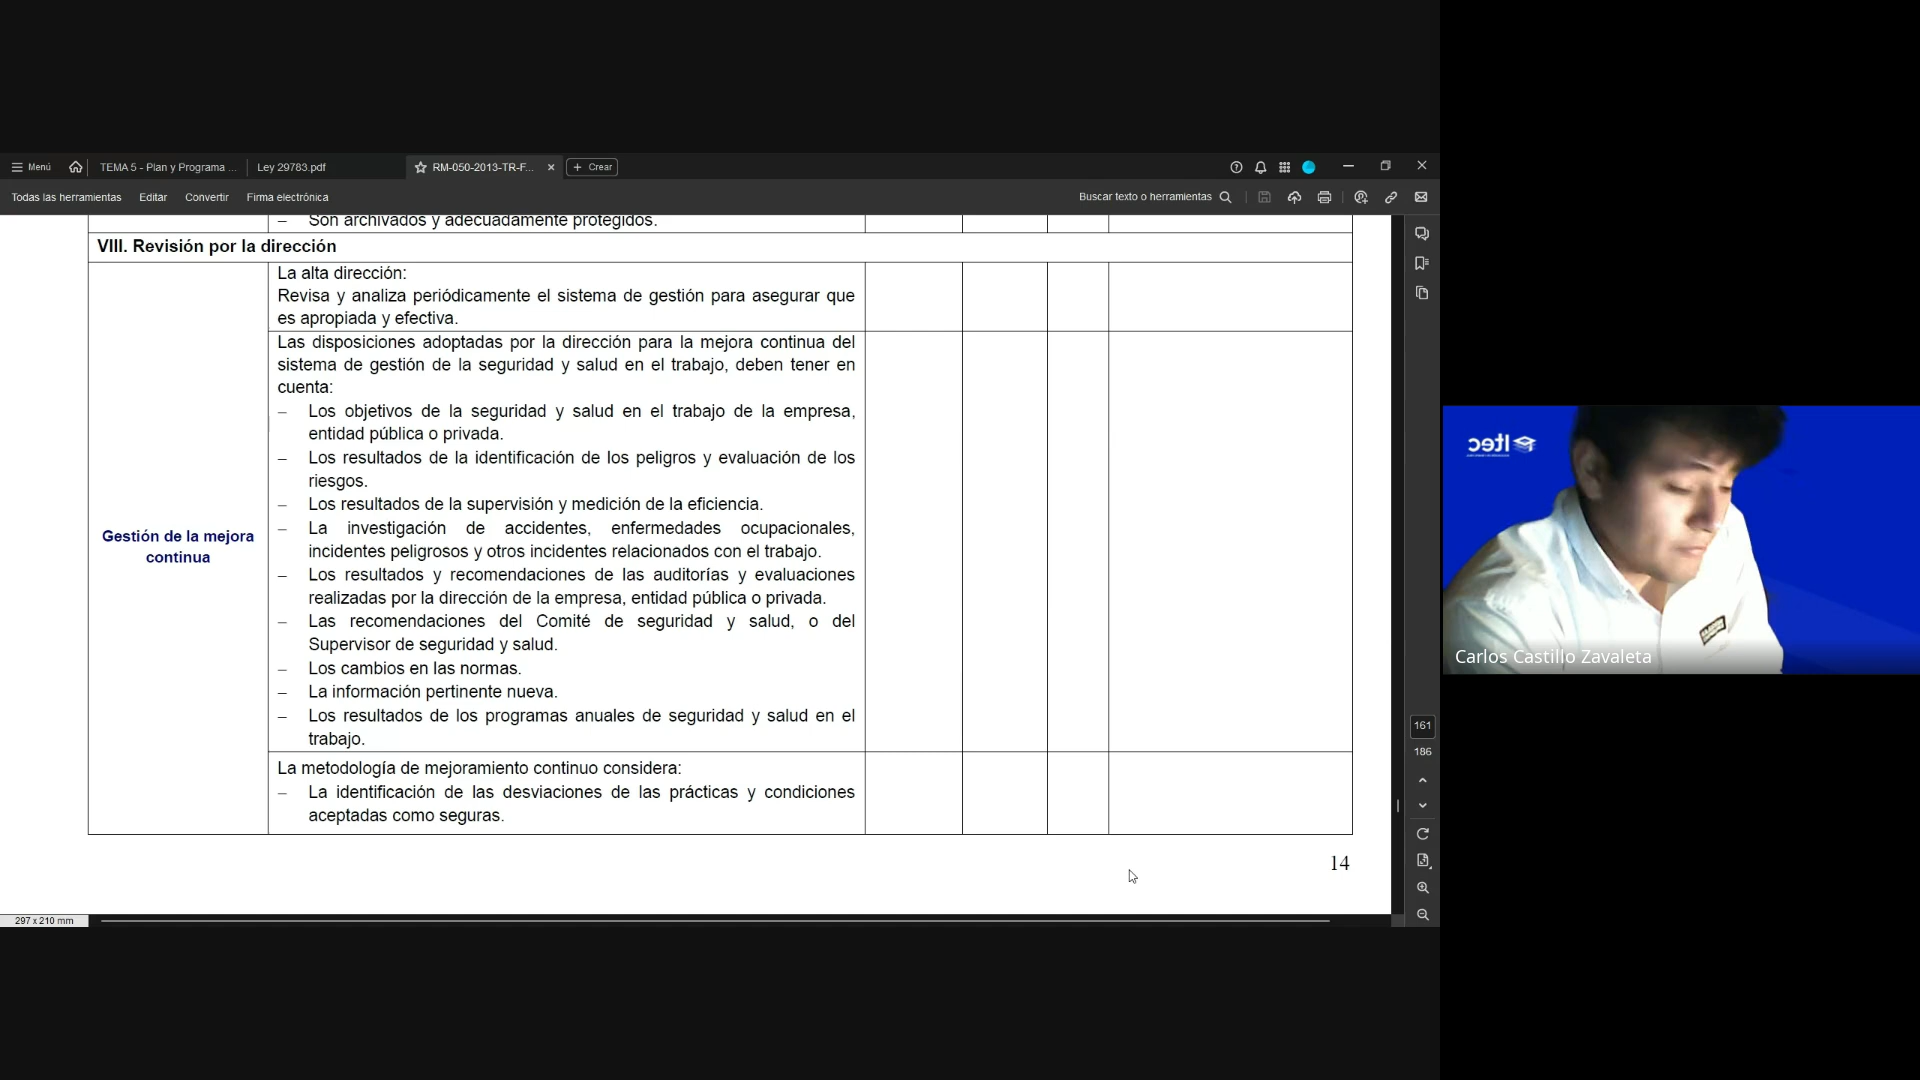 Menú
TEMA 5 - Plan y Programa ...
Ley 29783.pdf
RM-050-2013-TR-F...
Crear
Todas las herramientas
Editar
Convertir
Firma electrónica
Buscar texto o herramientas
– Son archivados y adecuadamente protegidos.
VIII. Revisión por la dirección
Gestión de la mejora
continua
La alta dirección:
Revisa y analiza periódicamente el sistema de gestión para asegurar que
es apropiada y efectiva.
Las disposiciones adoptadas por la dirección para la mejora continua del
sistema de gestión de la seguridad y salud en el trabajo, deben tener en
cuenta:
– Los objetivos de la seguridad y salud en el trabajo de la empresa,
entidad pública o privada.
– Los resultados de la identificación de los peligros y evaluación de los
riesgos.
– Los resultados de la supervisión y medición de la eficiencia.
– La investigación de accidentes, enfermedades ocupacionales,
incidentes peligrosos y otros incidentes relacionados con el trabajo.
– Los resultados y recomendaciones de las auditorías y evaluaciones
realizadas por la dirección de la empresa, entidad pública o privada.
– Las recomendaciones del Comité de seguridad y salud, o del
Supervisor de seguridad y salud.
– Los cambios en las normas.
– La información pertinente nueva.
– Los resultados de los programas anuales de seguridad y salud en el
trabajo.
La metodología de mejoramiento continuo considera:
– La identificación de las desviaciones de las prácticas y condiciones
aceptadas como seguras.
14
161
186
297 x 210 mm
Itec
Carlos Castillo Zavaleta